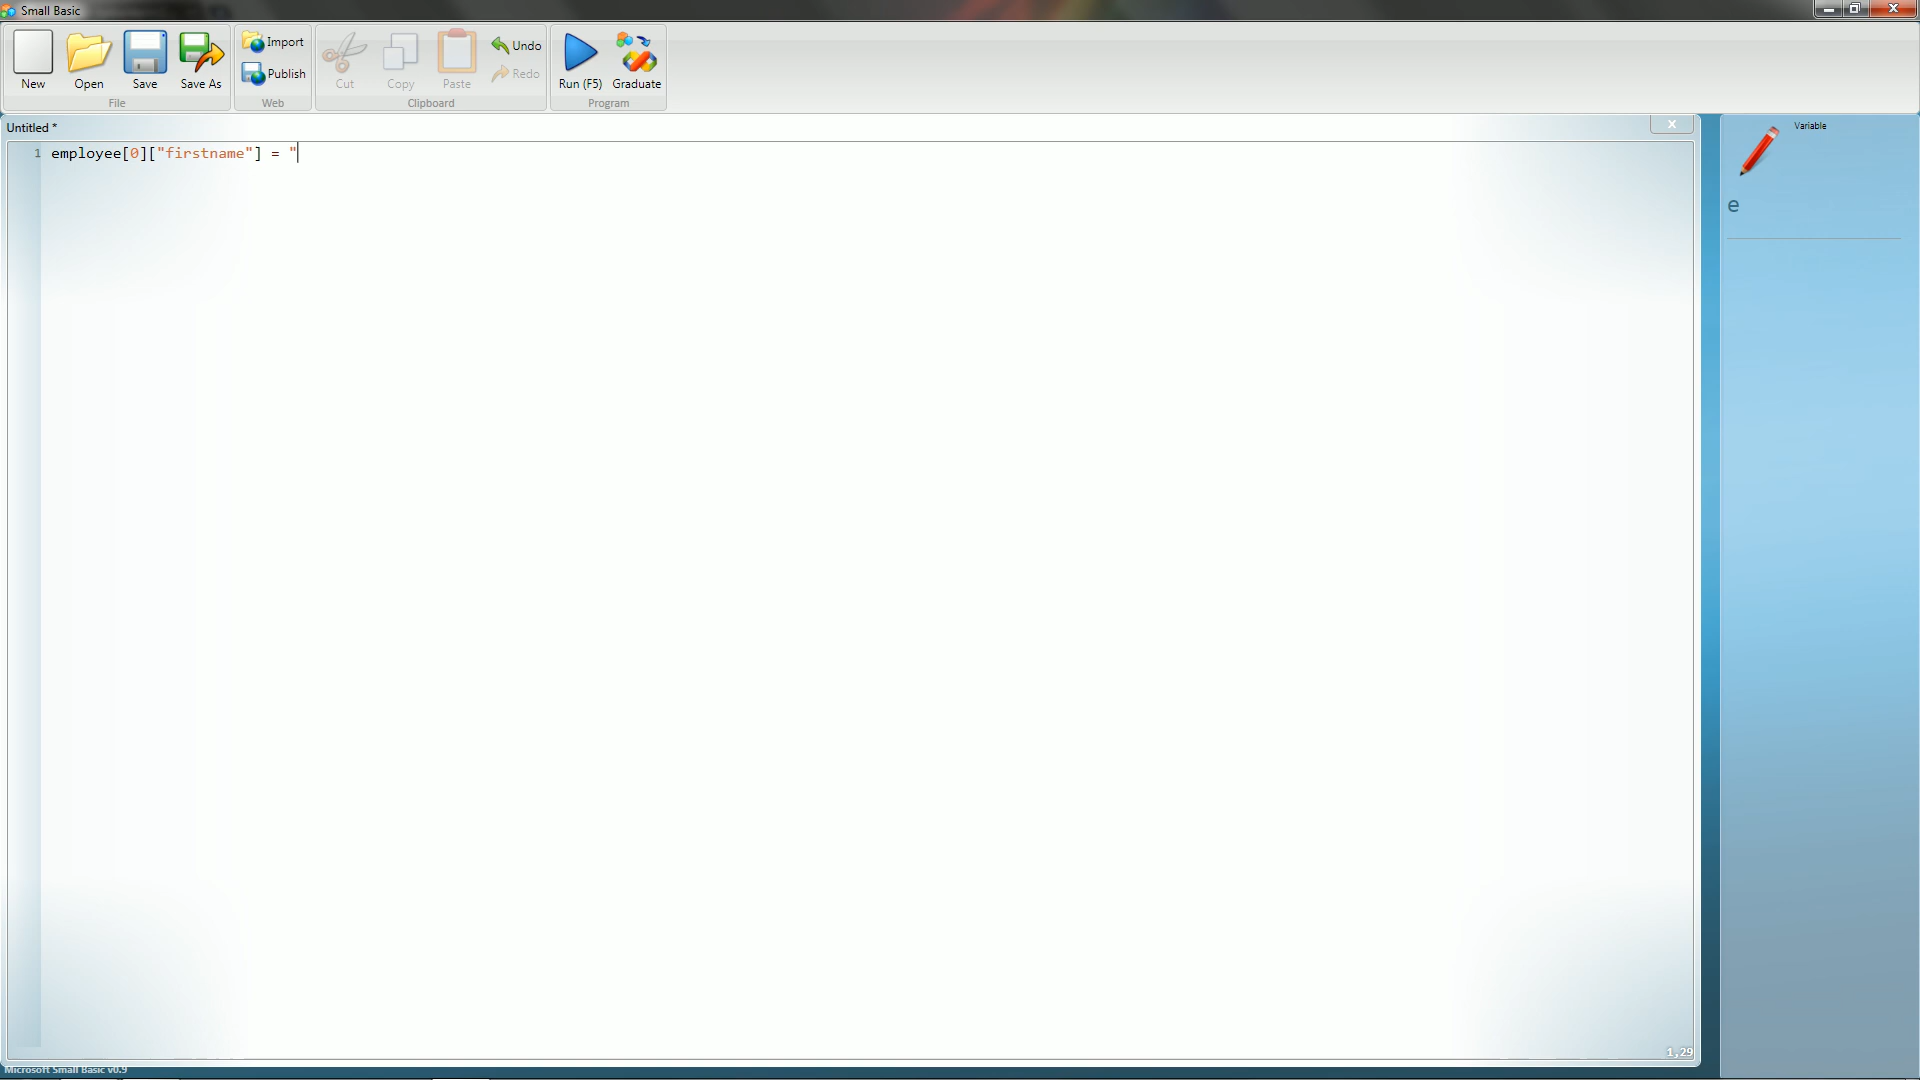 Small Basic
New
Open
Save
Save As
File
Import
Publish
Web
Cut
Copy
Paste
Undo
Redo
Clipboard
Run (F5)
Graduate
Program
Untitled *
x
Variable
1 employee[0]["firstname"] = "
e
1,29
Microsoft Small Basic v0.9